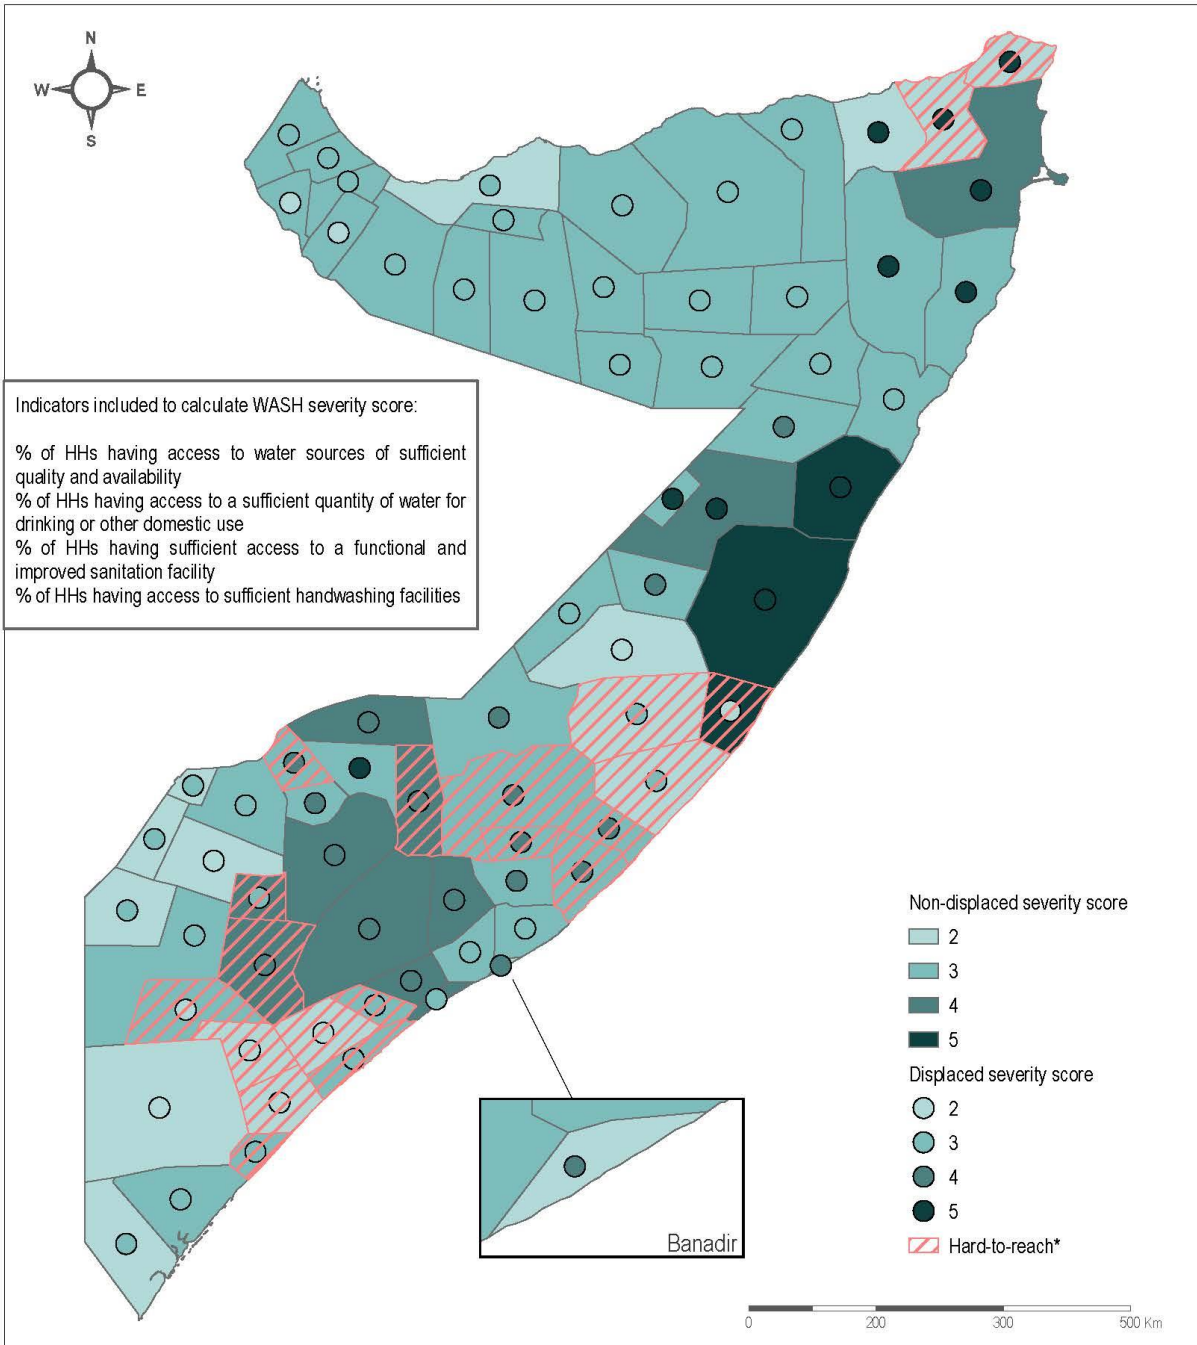 N
W
E
S
Indicators included to calculate WASH severity score:
% of HHs having access to water sources of sufficient
quality and availability
% of HHs having access to a sufficient quantity of water for
drinking or other domestic use
% of HHs having sufficient access to a functional and
improved sanitation facility
% of HHs having access to sufficient handwashing facilities
Non-displaced severity score
2
3
4
5
Displaced severity score
2
3
4
5
Hard-to-reach*
Banadir
0 200 300 500 Km